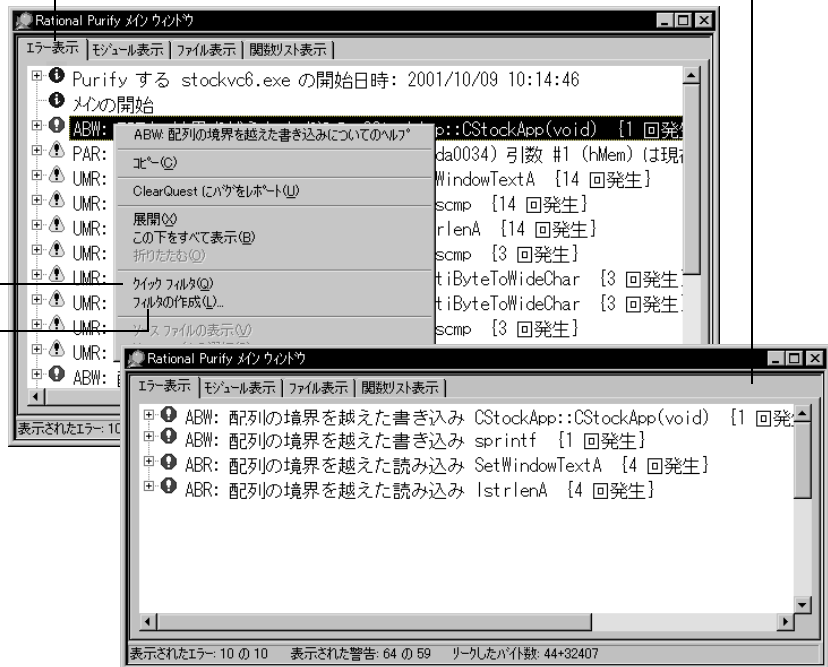 Rational Purify メイン ウィンドウ
エラー表示 モジュール表示 ファイル表示 関数リスト表示
Purify する stockvc6.exe の開始日時: 2001/10/09 10:14:46
メインの開始
ABW: p::CStockApp(void) {1 回発
PAR: da0034) 引数 #1 (hMem) は現
UMR: WindowTextA {14 回発生}
UMR: scmp {14 回発生}
UMR: rlenA {14 回発生}
UMR: scmp {3 回発生}
UMR: tiByteToWideChar {3 回発生
UMR: tiByteToWideChar {3 回発生
UMR: scmp {3 回発生}
UMR:
ABW:
表示されたエラー: 10
ABW: 配列の境界を越えた書き込みについてのヘルプ
コピー(C)
ClearQuest にバグをレポート(U)
展開(X)
この下をすべて表示(B)
折りたたむ(O)
クイック フィルタ(Q)
フィルタの作成(L)...
ソース ファイルの表示(V)
Rational Purify メイン ウィンドウ
エラー表示 モジュール表示 ファイル表示 関数リスト表示
ABW: 配列の境界を越えた書き込み CStockApp::CStockApp(void) {1 回発
ABW: 配列の境界を越えた書き込み sprintf {1 回発生}
ABR: 配列の境界を越えた読み込み SetWindowTextA {4 回発生}
ABR: 配列の境界を越えた読み込み lstrlenA {4 回発生}
表示されたエラー: 10 の 10 表示された警告: 64 の 59 リークしたバイト数: 44+32407